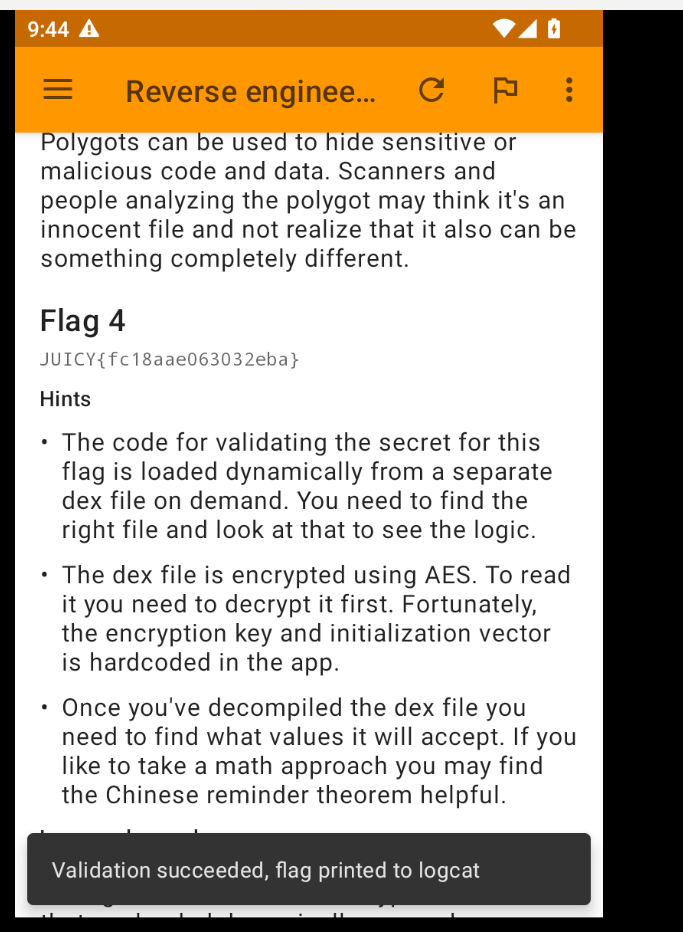 9:44
Reverse enginee...
Polygots can be used to hide sensitive or
malicious code and data. Scanners and
people analyzing the polygot may think it's an
innocent file and not realize that it also can be
something completely different.
Flag 4
JUICY{fc18aae063032eba}
Hints
• The code for validating the secret for this
flag is loaded dynamically from a separate
dex file on demand. You need to find the
right file and look at that to see the logic.
• The dex file is encrypted using AES. To read
it you need to decrypt it first. Fortunately,
the encryption key and initialization vector
is hardcoded in the app.
• Once you've decompiled the dex file you
need to find what values it will accept. If you
like to take a math approach you may find
the Chinese reminder theorem helpful.
Validation succeeded, flag printed to logcat